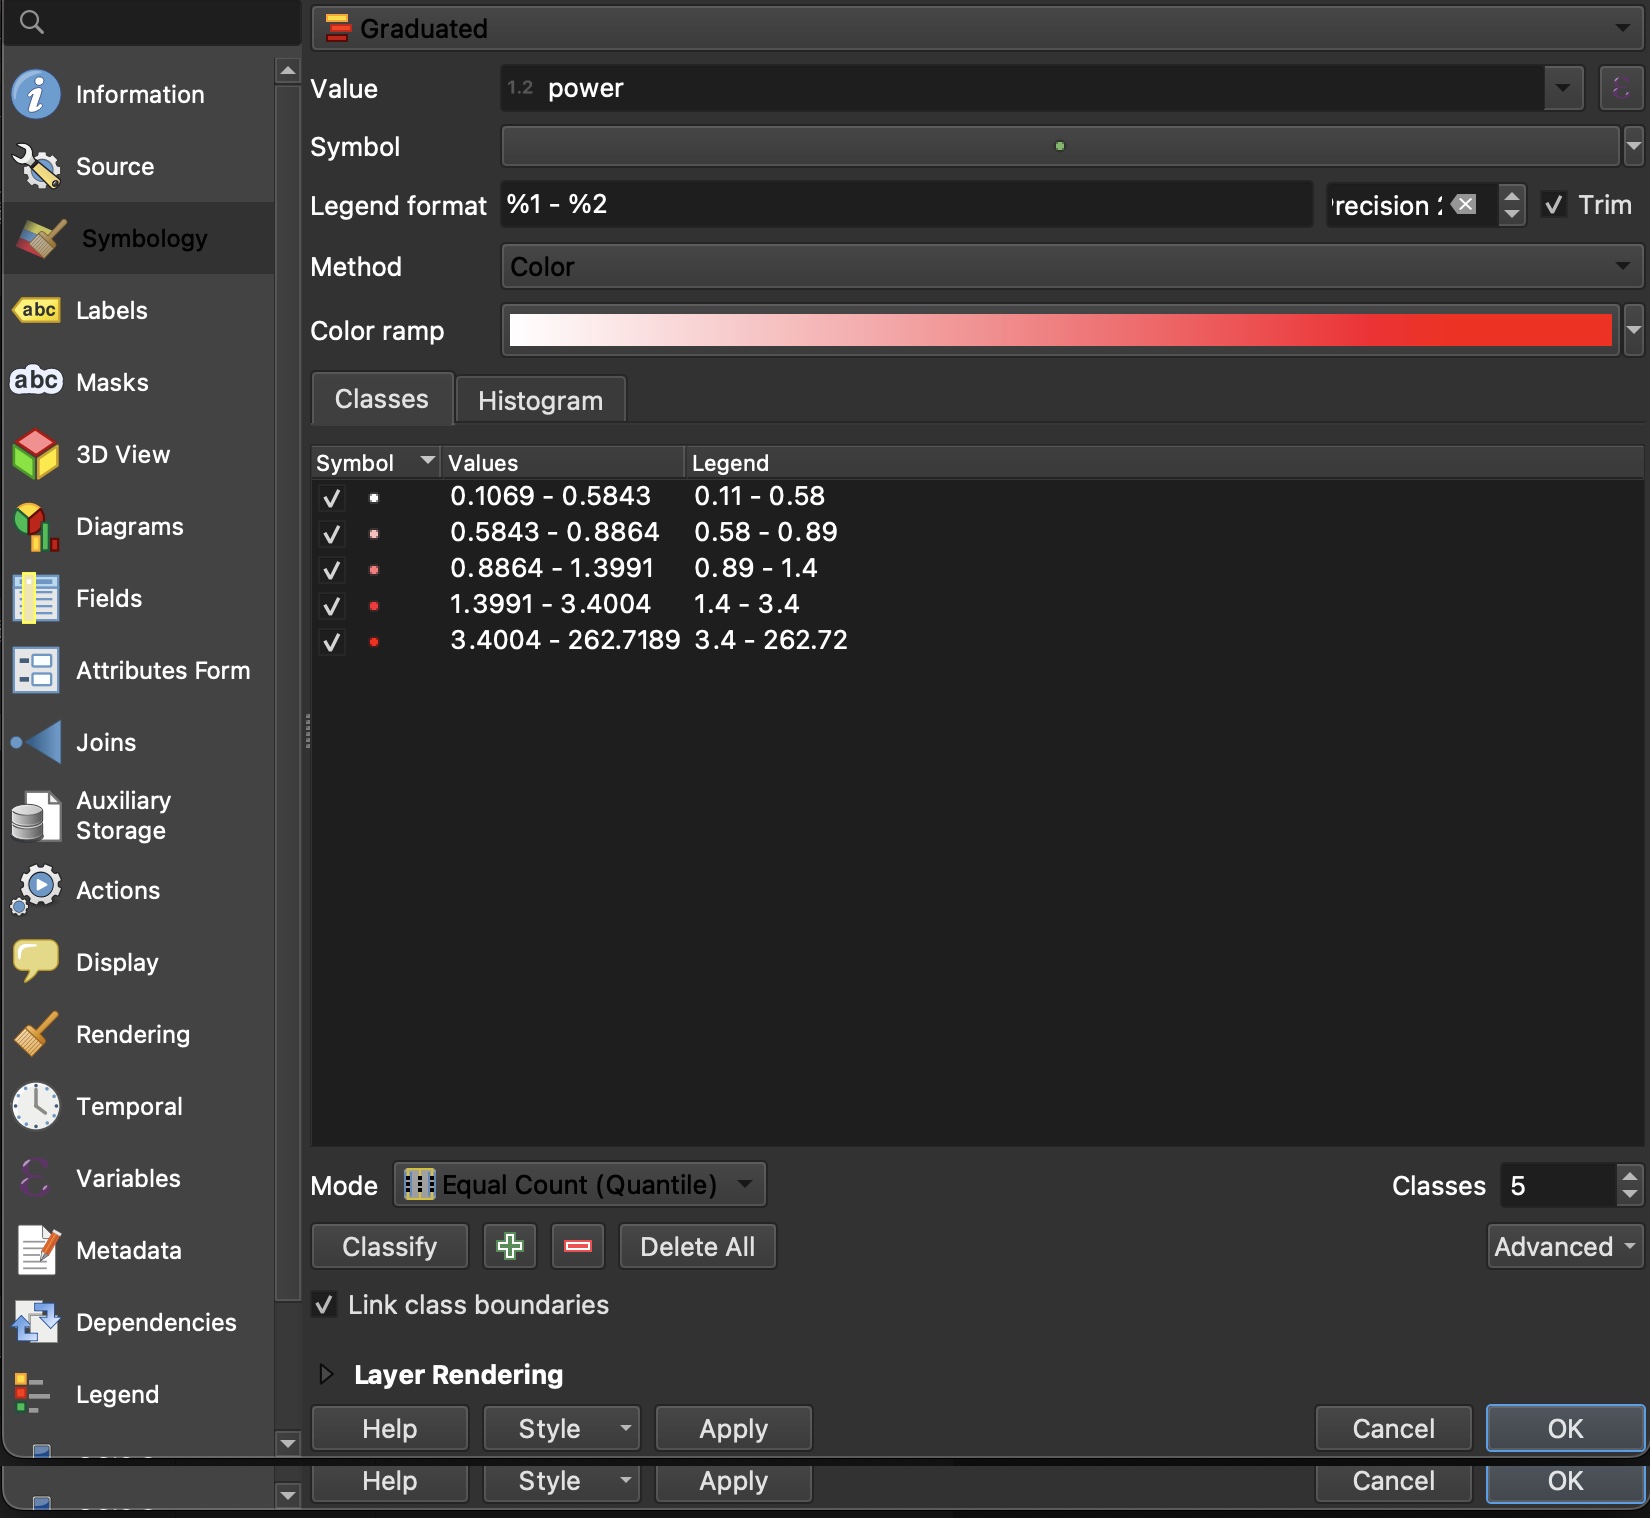 Information
Source
Symbology
abc Labels
abc Masks
3D View
Diagrams
Fields
Attributes Form
Joins
Auxiliary
Storage
Actions
Display
Rendering
Temporal
Variables
Metadata
Dependencies
Legend
Graduated
Value 1.2 power
Symbol
Legend format %1 - %2 recision Trim
Method Color
Color ramp
Classes Histogram
Symbol Values Legend
0.1069 - 0.5843 0.11 - 0.58
0.5843 - 0.8864 0.58 - 0.89
0.8864 - 1.3991 0.89 - 1.4
1.3991 - 3.4004 1.4 - 3.4
3.4004 - 262.7189 3.4 - 262.72
Mode Equal Count (Quantile) Classes 5
Classify Delete All Advanced
Link class boundaries
Layer Rendering
Help Style Apply Cancel OK
Help Style Apply Cancel OK